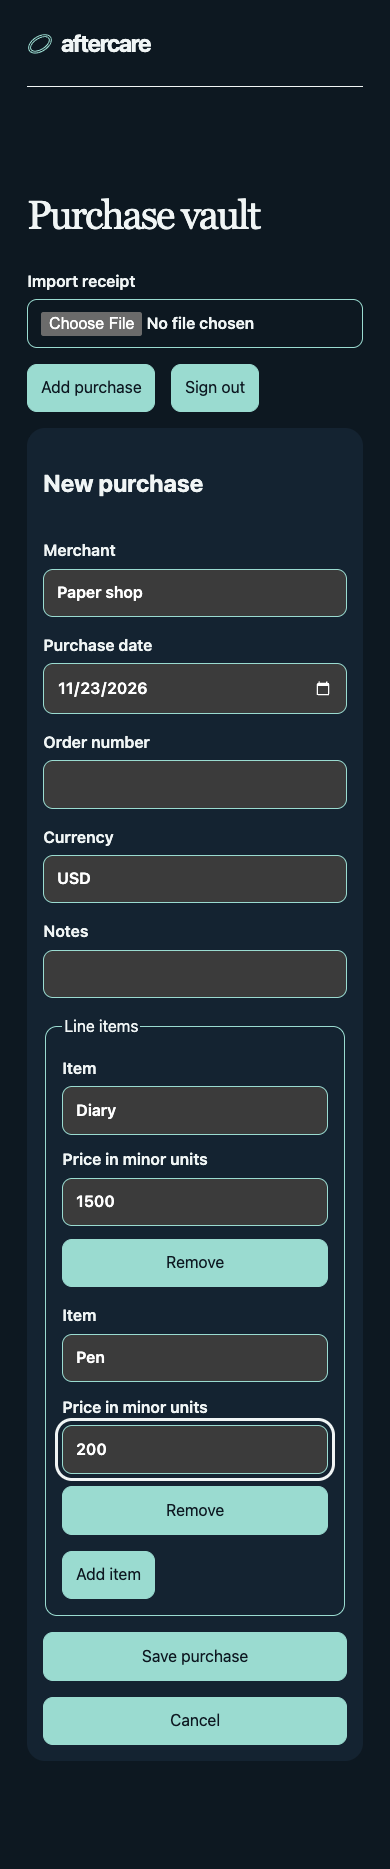 aftercare
Purchase vault
Import receipt
Choose File No file chosen
Add purchase Sign out
New purchase
Merchant
Paper shop
Purchase date
11/23/2026
Order number
Currency
USD
Notes
Line items
Item
Diary
Price in minor units
1500
Remove
Item
Pen
Price in minor units
200
Remove
Add item
Save purchase
Cancel